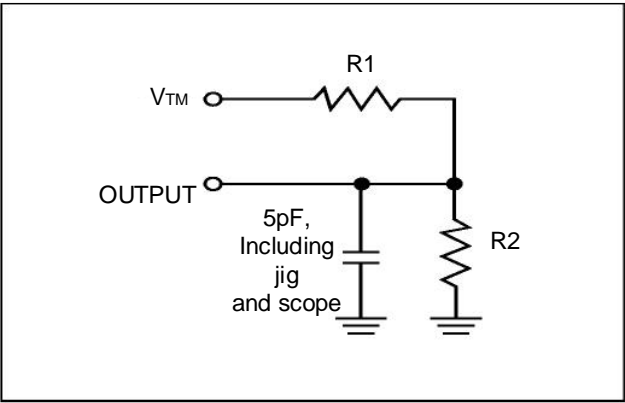 R1
VTM
OUTPUT
5pF,
Including
jig
and scope
R2